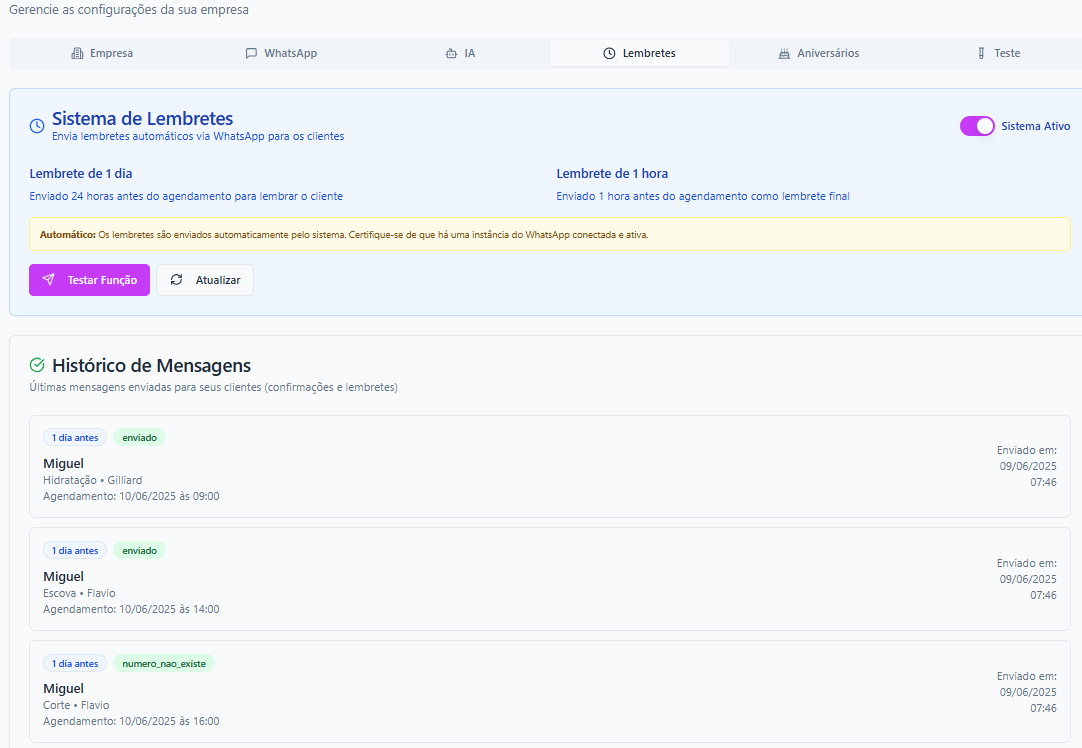 Gerencie as configurações da sua empresa
Empresa
WhatsApp
IA
Lembretes
Aniversários
Teste
Sistema de Lembretes
Envia lembretes automáticos via WhatsApp para os clientes
Sistema Ativo
Lembrete de 1 dia
Enviado 24 horas antes do agendamento para lembrar o cliente
Lembrete de 1 hora
Enviado 1 hora antes do agendamento como lembrete final
Automático: Os lembretes são enviados automaticamente pelo sistema. Certifique-se de que há uma instância do WhatsApp conectada e ativa.
Testar Função
Atualizar
Histórico de Mensagens
Últimas mensagens enviadas para seus clientes (confirmações e lembretes)
1 dia antes enviado
Miguel
Hidratação • Gilliard
Agendamento: 10/06/2025 às 09:00
Enviado em:
09/06/2025
07:46
1 dia antes enviado
Miguel
Escova • Flavio
Agendamento: 10/06/2025 às 14:00
Enviado em:
09/06/2025
07:46
1 dia antes numero_nao_existe
Miguel
Corte • Flavio
Agendamento: 10/06/2025 às 16:00
Enviado em:
09/06/2025
07:46